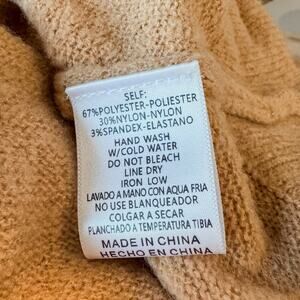 SELF:
67%POLYESTER-POLIESTER
30%NYLON-NYLON
3%SPANDEX-ELASTANO
HAND WASH
W/COLD WATER
DO NOT BLEACH
LINE DRY
IRON LOW
LAVADO A MANO CON AQUA FRIA
NO USE BLANQUEADOR
COLGAR A SECAR
PLANCHADO A TEMPERATURA TIBIA
MADE IN CHINA
HECHO EN CHINA